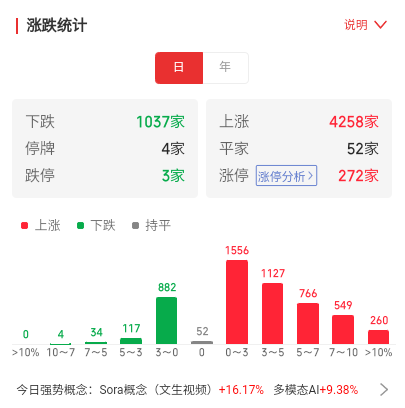 涨跌统计 说明
日 年
下跌 1037家 上涨 4258家
停牌 4家 平家 52家
跌停 3家 涨停 涨停分析 272家
上涨 下跌 持平
0 4 34 117 882 52 1556 1127 766 549 260
>10% 10～7 7～5 5～3 3～0 0 0～3 3～5 5～7 7～10 >10%
今日强势概念：Sora概念（文生视频）+16.17% 多模态AI+9.38%